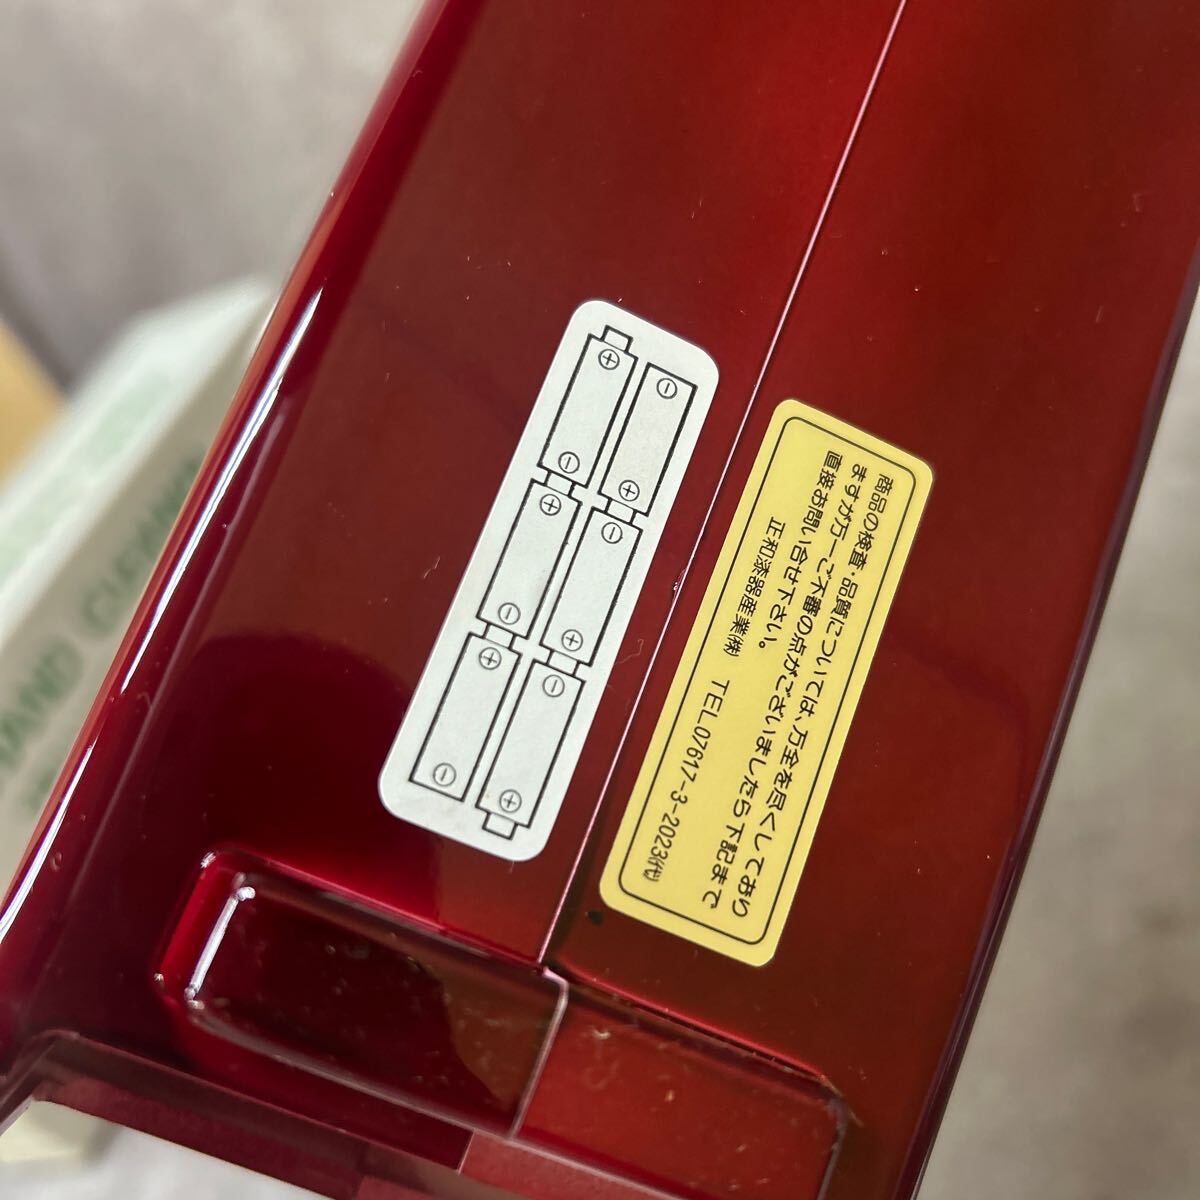 商品の検査・品質については、万全を尽くしており
ますが万一ご不審の点がございましたら下記まで
直接お問い合せ下さい。
正和漆器産業㈱ TEL07617-3-2023㈹
⊕ ⊖
⊖ ⊕
⊕ ⊖
⊖ ⊕
⊕ ⊖
⊖ ⊕